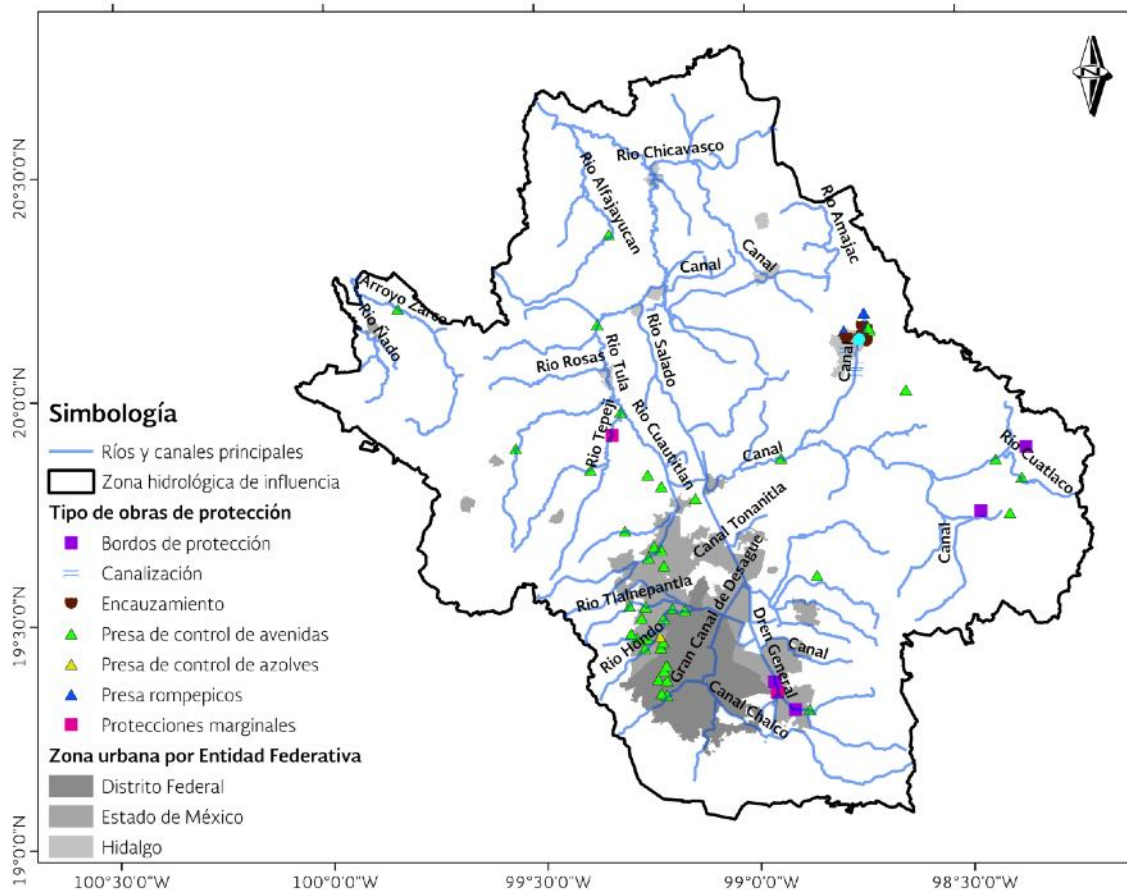 Río Chicavasco
Río Alfajayucan
Río Amajac
Canal
Canal
Arroyo Zarco
Río Ñado
Río Rosas
Río Tula
Río Salado
Canal
Río Tepeji
Río Cuautitlan
Canal
Río Cuatlaco
Canal Tonanitla
Canal
Río Tlalnepantla
Gran Canal de Desague
Río Hondo
Dren General
Canal
Canal Chalco
N
Simbología
Ríos y canales principales
Zona hidrológica de influencia
Tipo de obras de protección
Bordos de protección
Canalización
Encauzamiento
Presa de control de avenidas
Presa de control de azolves
Presa rompepicos
Protecciones marginales
Zona urbana por Entidad Federativa
Distrito Federal
Estado de México
Hidalgo
20°30'0"N
20°0'0"N
19°30'0"N
19°0'0"N
100°30'0"W
100°0'0"W
99°30'0"W
99°0'0"W
98°30'0"W